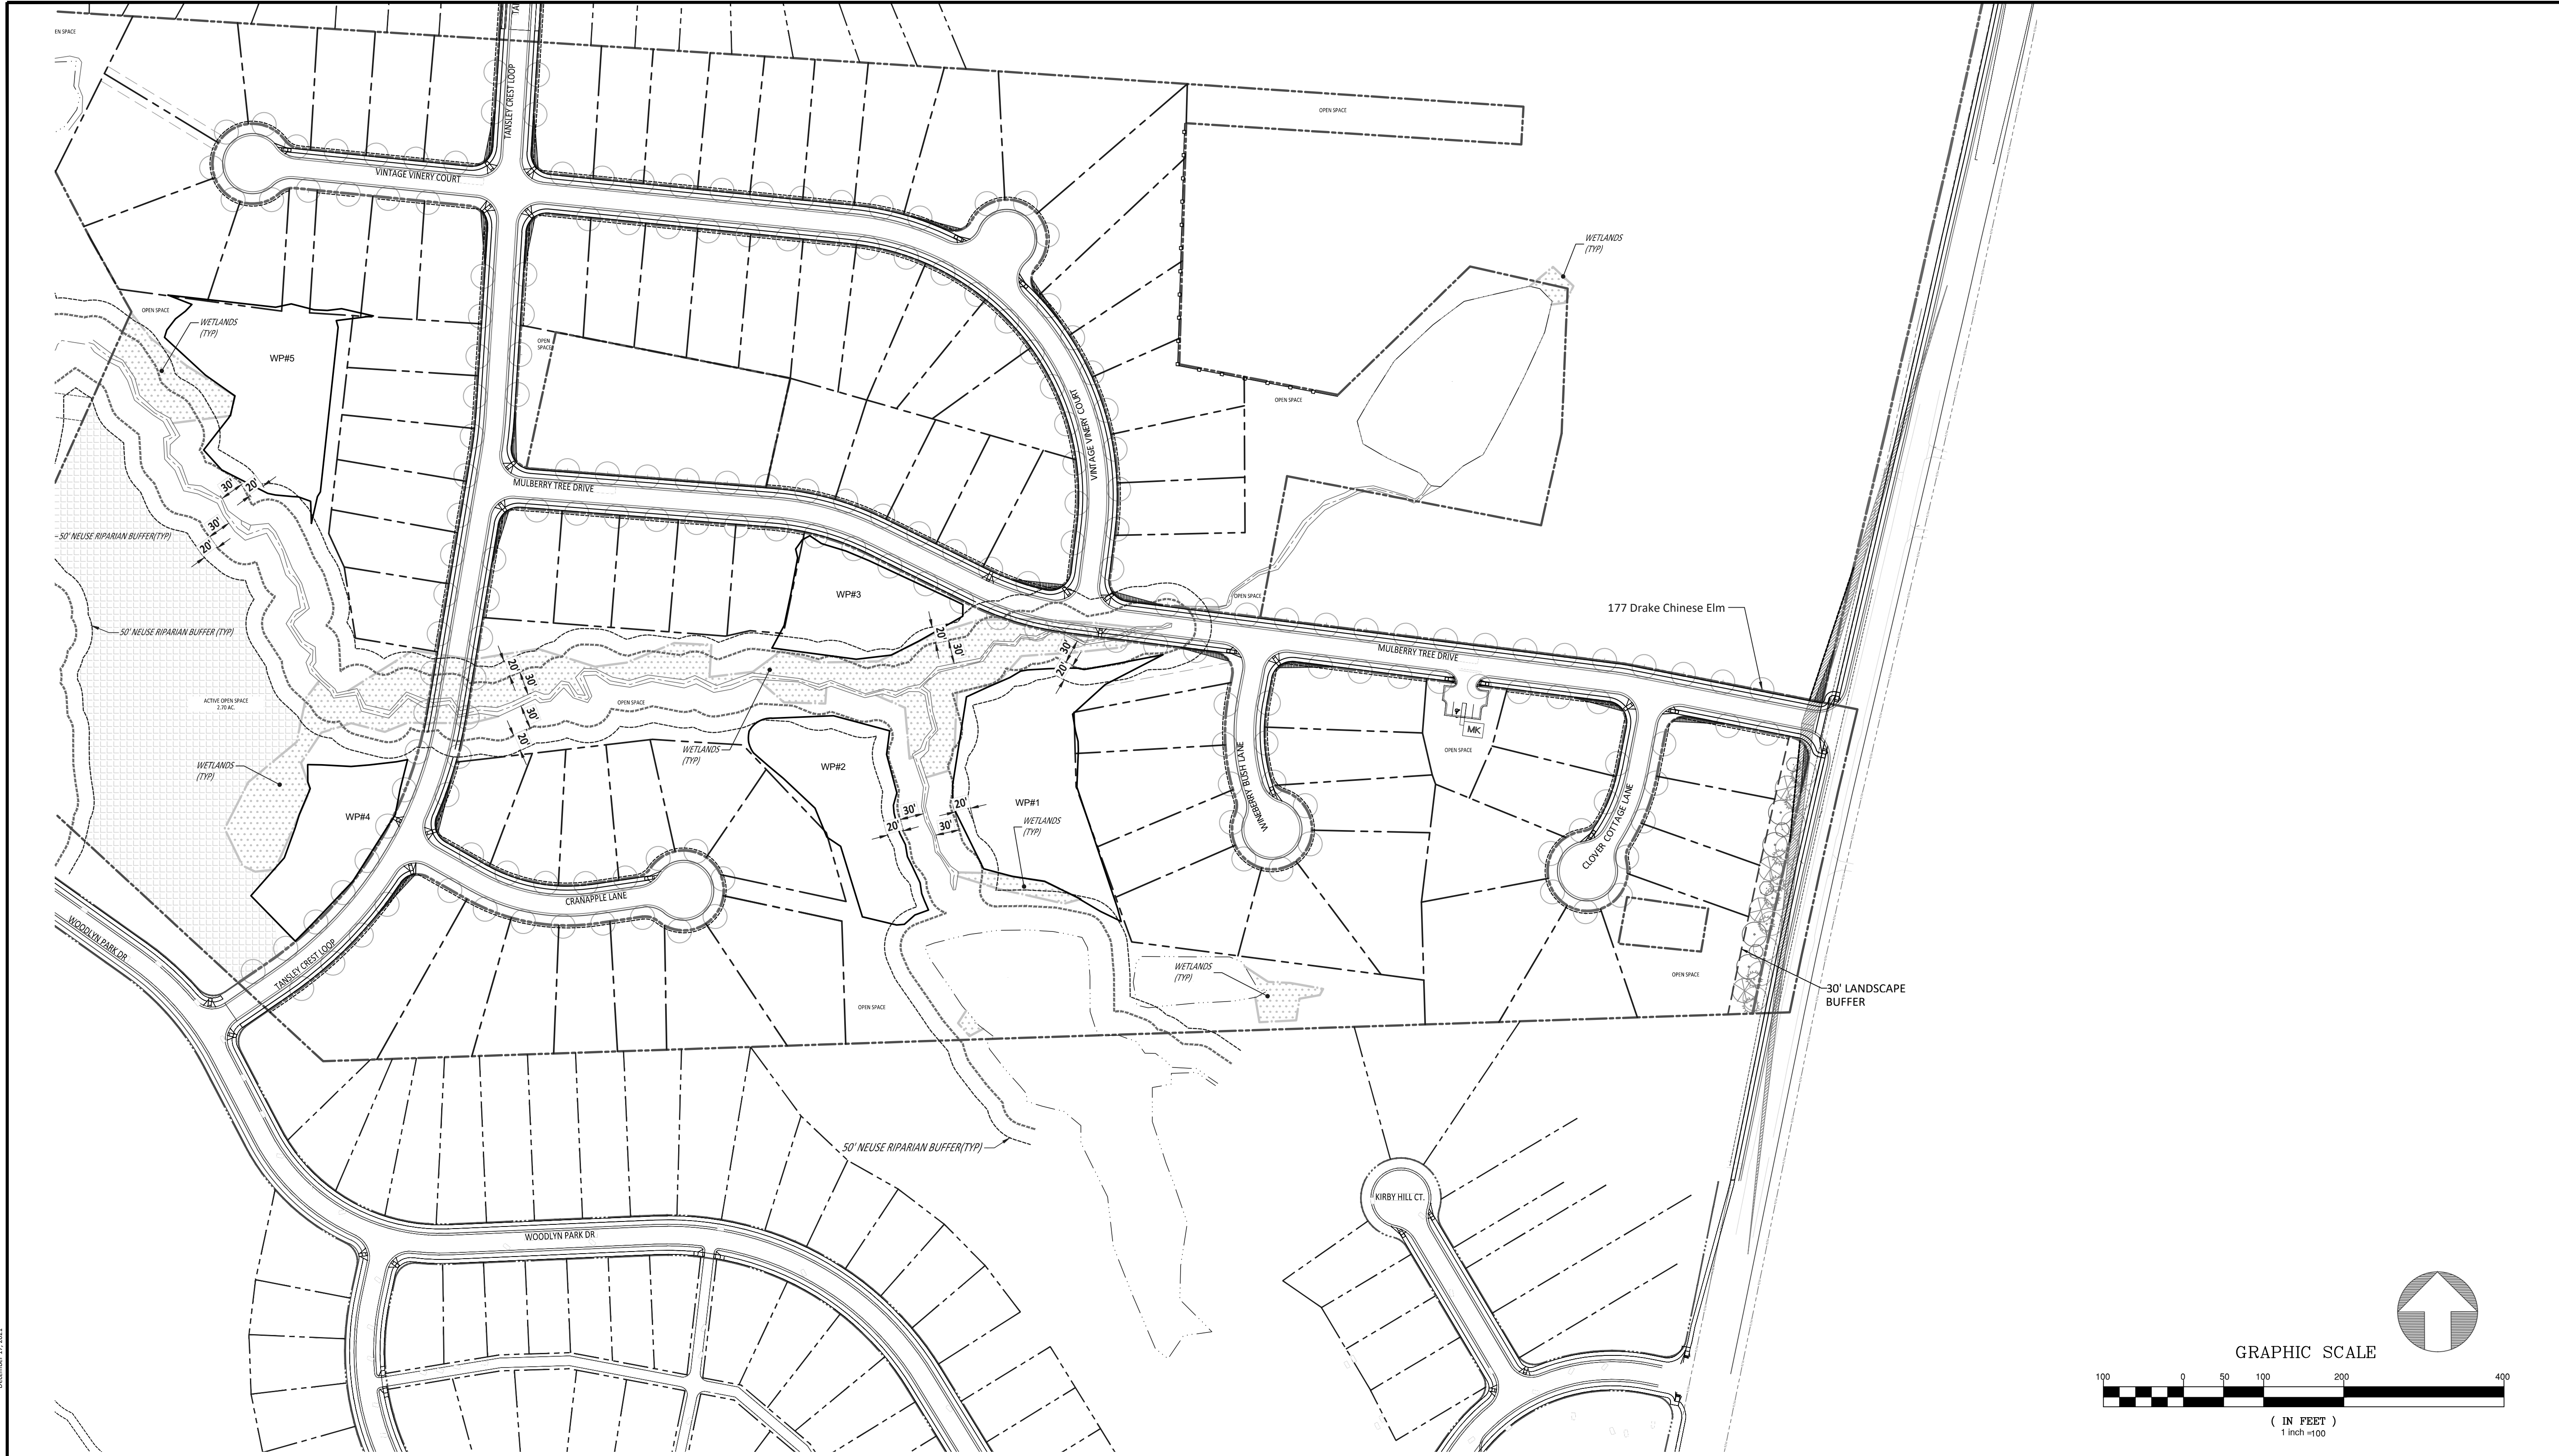 TANSLEY CREST LOOP
EN SPACE
OPEN SPACE
VINTAGE VINERY COURT
WETLANDS
(TYP)
OPEN SPACE
WETLANDS
(TYP)
WP#5
OPEN
SPACE
OPEN SPACE
VINTAGE VINERY COURT
30'
20'
MULBERRY TREE DRIVE
30'
20'
50' NEUSE RIPARIAN BUFFER(TYP)
WP#3
OPEN SPACE
177 Drake Chinese Elm
50' NEUSE RIPARIAN BUFFER (TYP)
20'
30'
30'
20'
MULBERRY TREE DRIVE
20'
30'
ACTIVE OPEN SPACE
2.70 AC.
OPEN SPACE
30'
20'
MK
OPEN SPACE
WETLANDS
(TYP)
WETLANDS
(TYP)
WP#2
WINEBERRY BUSH LANE
WP#4
30'
20'
20'
30'
WP#1
WETLANDS
(TYP)
CLOVER COTTAGE LANE
CRANAPPLE LANE
WOODLYN PARK DR
TANSLEY CREST LOOP
WETLANDS
(TYP)
OPEN SPACE
30' LANDSCAPE
BUFFER
OPEN SPACE
50' NEUSE RIPARIAN BUFFER(TYP)
KIRBY HILL CT.
WOODLYN PARK DR
GRAPHIC SCALE
100 0 50 100 200 400
( IN FEET )
1 inch =100